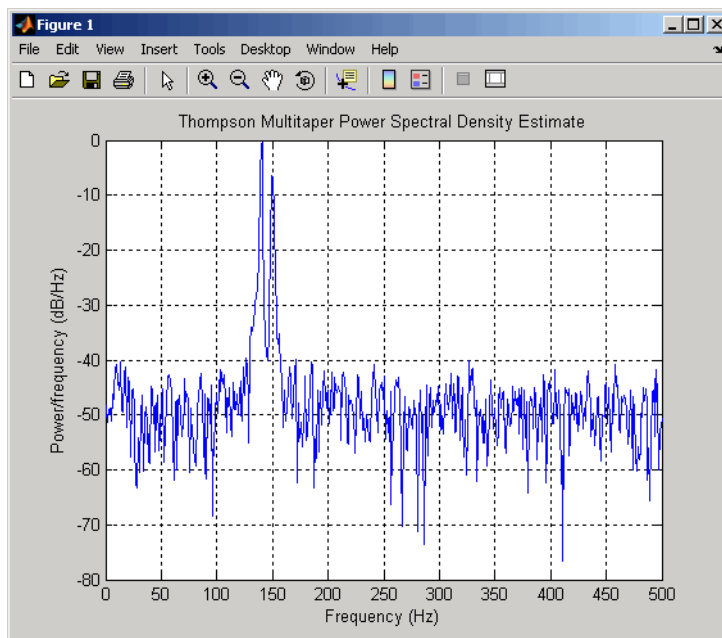 Figure 1
File Edit View Insert Tools Desktop Window Help
Thompson Multitaper Power Spectral Density Estimate
Power/frequency (dB/Hz)
0
-10
-20
-30
-40
-50
-60
-70
-80
0 50 100 150 200 250 300 350 400 450 500
Frequency (Hz)